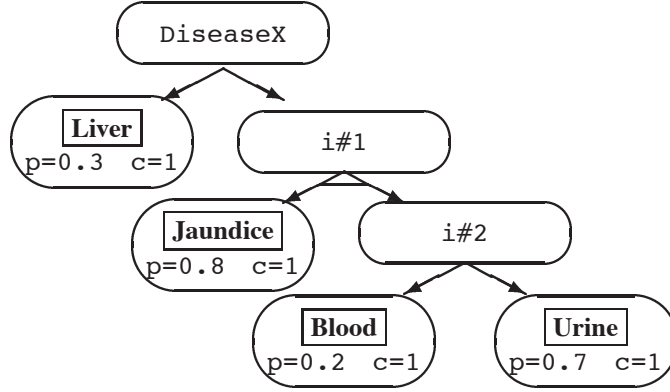 DiseaseX
Liver
p=0.3 c=1
i#1
Jaundice
p=0.8 c=1
i#2
Blood
p=0.2 c=1
Urine
p=0.7 c=1